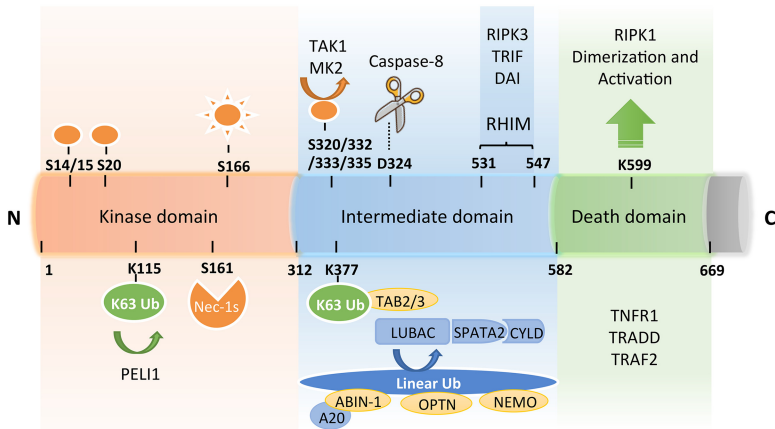 RIPK3
TRIF
DAI
RHIM
RIPK1
Dimerization and
Activation
TAK1
MK2
Caspase-8
S14/15
S20
S166
S320/332
/333/335
D324
531
547
K599
N
Kinase domain
Intermediate domain
Death domain
C
1
K115
S161
312
K377
582
669
K63 Ub
Nec-1s
K63 Ub
TAB2/3
PELI1
LUBAC
SPATA2
CYLD
Linear Ub
ABIN-1
OPTN
NEMO
A20
TNFR1
TRADD
TRAF2